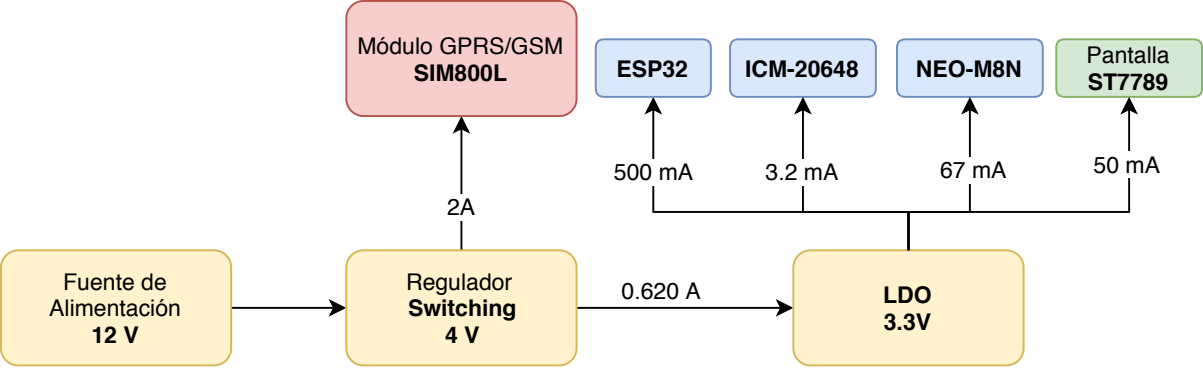 Módulo GPRS/GSM
SIM800L
ESP32
ICM-20648
NEO-M8N
Pantalla
ST7789
500 mA
3.2 mA
67 mA
50 mA
2A
Fuente de
Alimentación
12 V
Regulador
Switching
4 V
0.620 A
LDO
3.3V